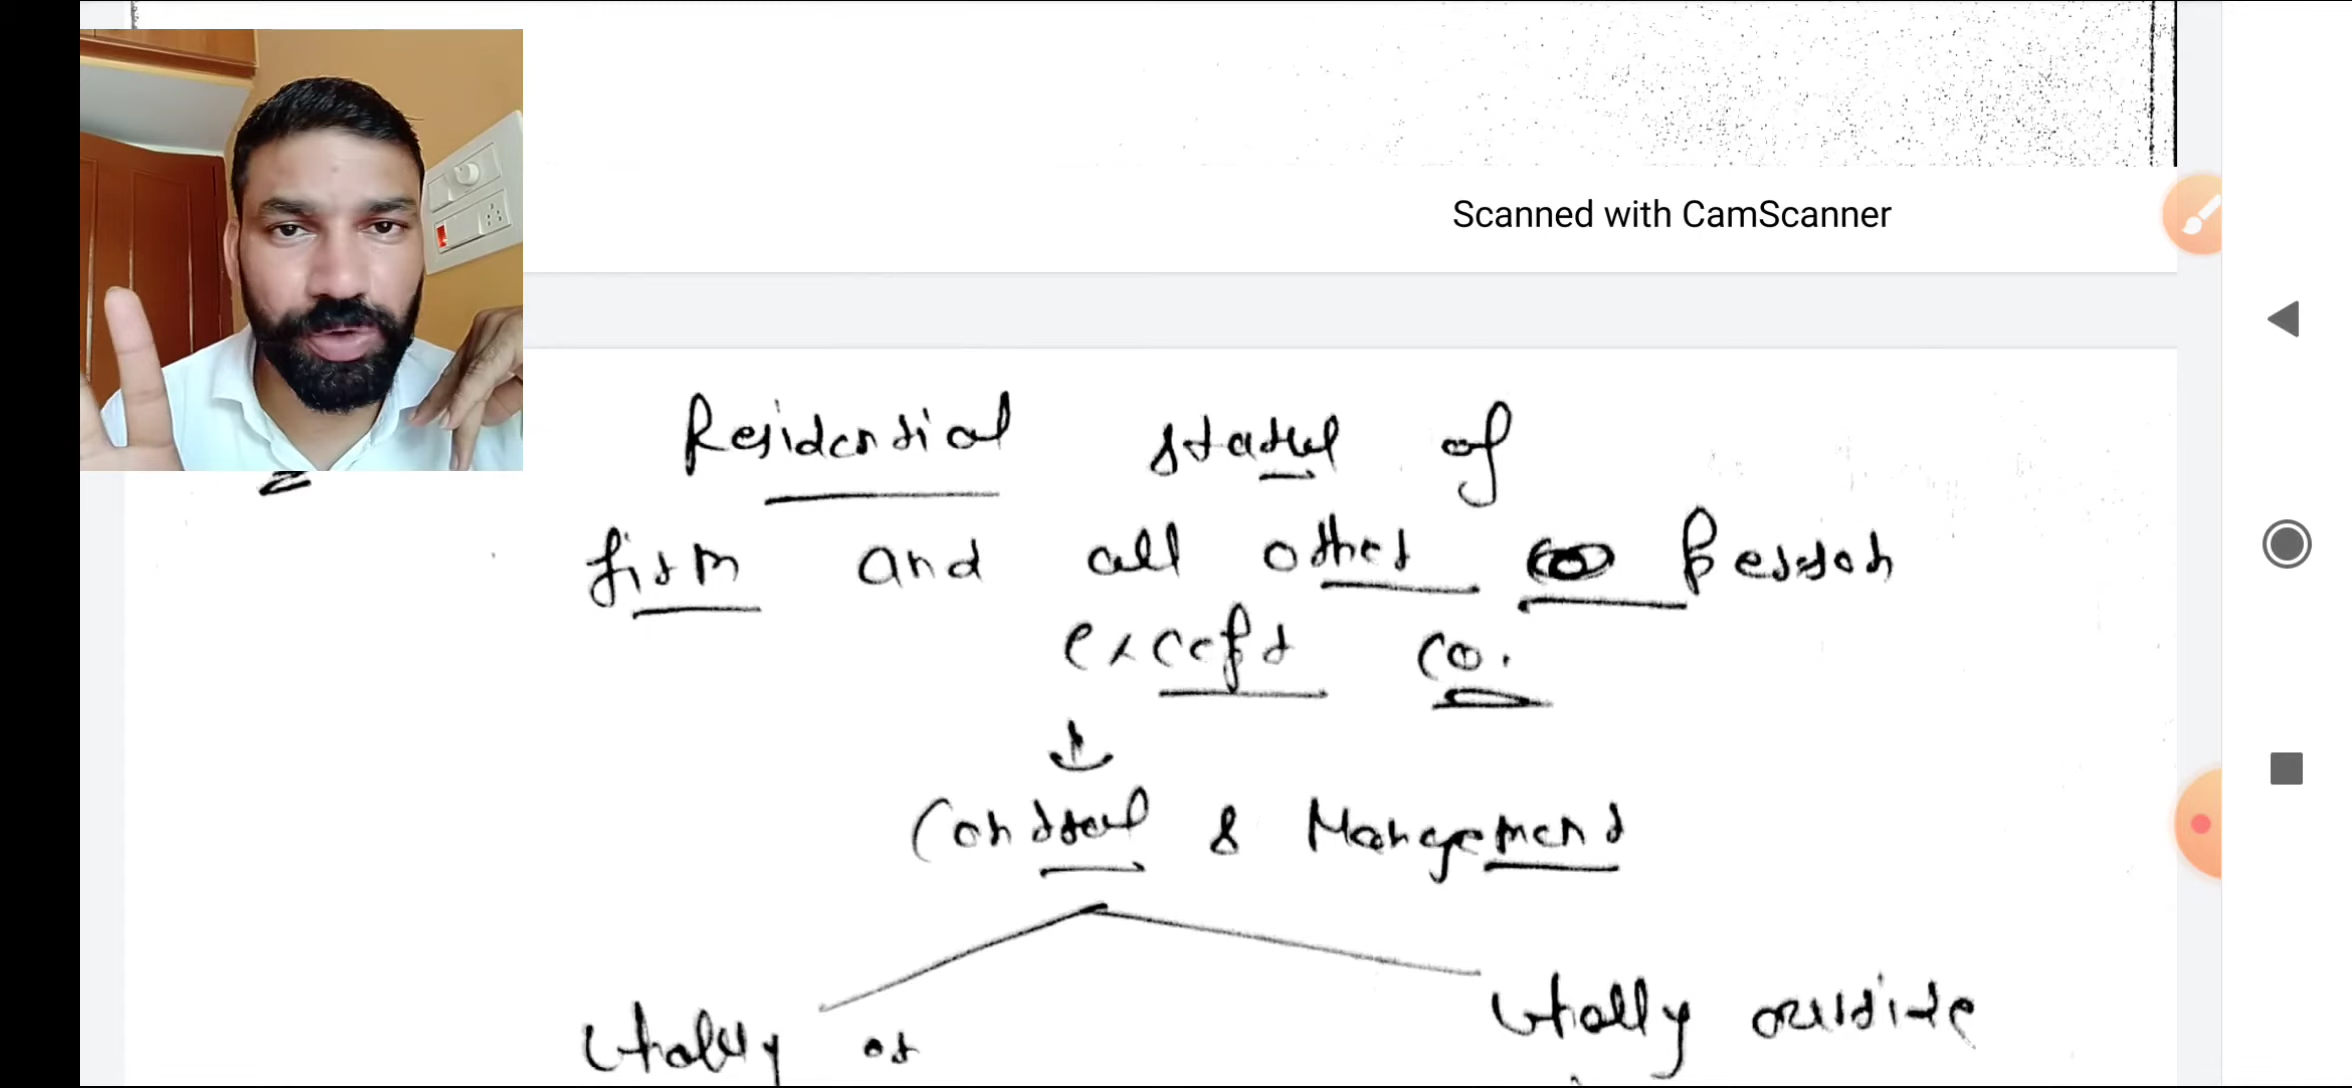 Scanned with CamScanner
Residential status of
firm and all other Person
except co.
Control & Management
wholly or
wholly outside